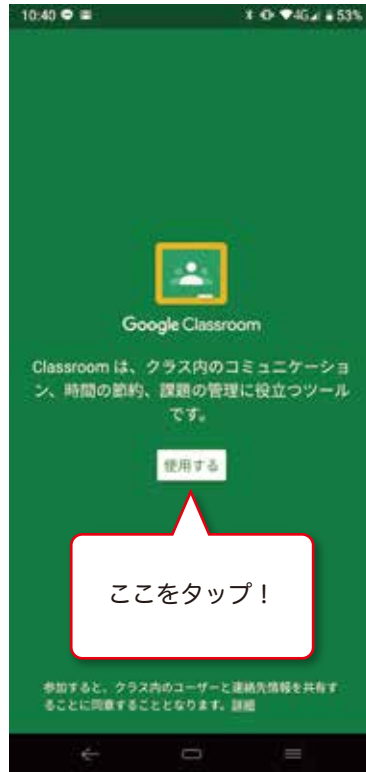 10:40
4G 53%
Google Classroom
Classroom は、クラス内のコミュニケーショ
ン、時間の節約、課題の管理に役立つツール
です。
使用する
ここをタップ！
参加すると、クラス内のユーザーと連絡先情報を共有す
ることに同意することとなります。詳細